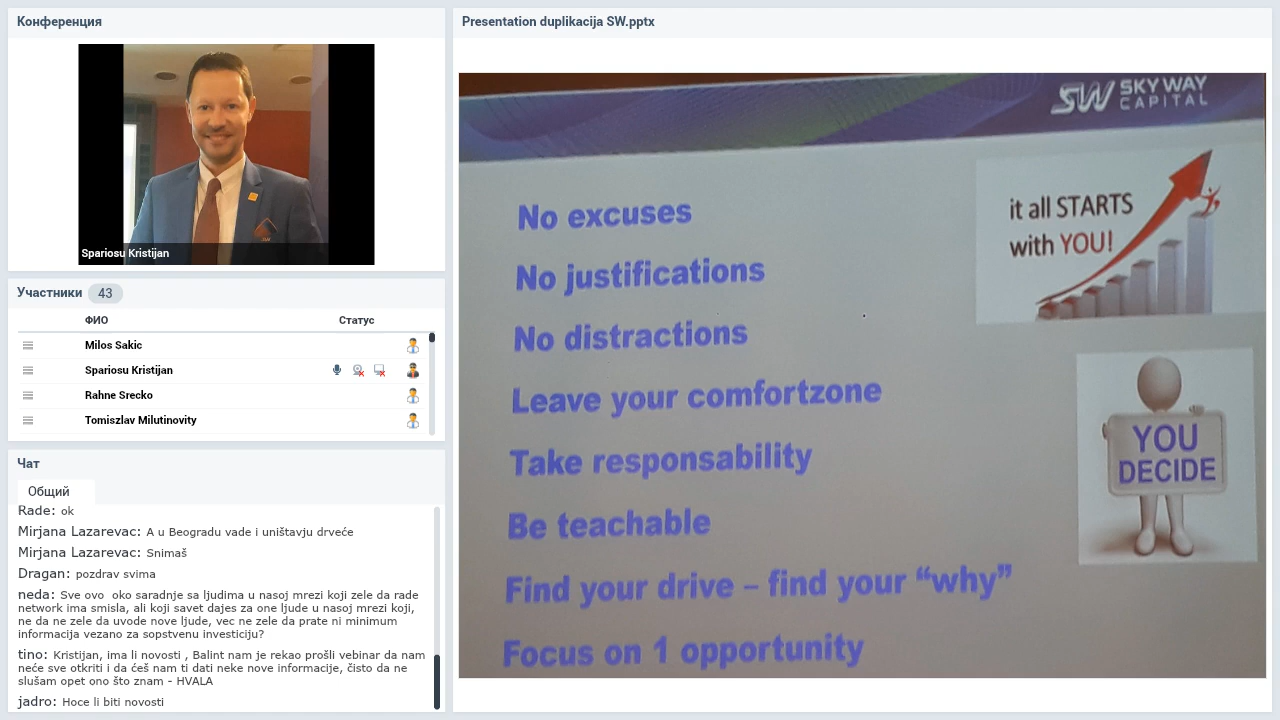 Конференция
Spariosu Kristijan
Участники 43
ФИО Статус
Milos Sakic
Spariosu Kristijan
Rahne Srecko
Tomiszlav Milutinovity
Чат
Общий
Rade: ok
Mirjana Lazarevac: A u Beogradu vade i uništavju drveće
Mirjana Lazarevac: Snimaš
Dragan: pozdrav svima
neda: Sve ovo oko saradnje sa ljudima u nasoj mrezi koji zele da rade
network ima smisla, ali koji savet dajes za one ljude u nasoj mrezi koji,
ne da ne zele da uvode nove ljude, vec ne zele da prate ni minimum
informacija vezano za sopstvenu investiciju?
tino: Kristijan, ima li novosti , Balint nam je rekao prošli vebinar da nam
neće sve otkriti i da ćeš nam ti dati neke nove informacije, čisto da ne
slušam opet ono što znam - HVALA
jadro: Hoce li biti novosti
Presentation duplikacija SW.pptx
SW SKY WAY
CAPITAL
it all STARTS
with YOU!
No excuses
No justifications
No distractions
Leave your comfortzone
Take responsability
Be teachable
Find your drive – find your “why”
Focus on 1 opportunity
YOU
DECIDE